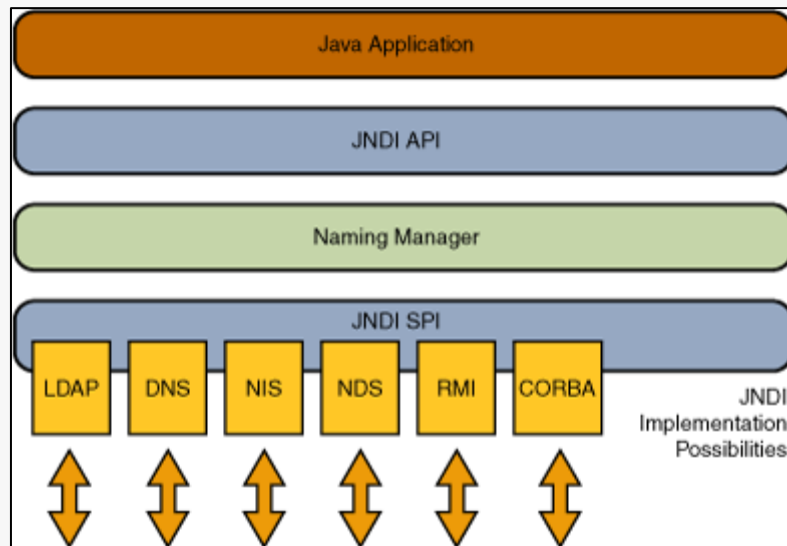 Java Application
JNDI API
Naming Manager
JNDI SPI
LDAP DNS NIS NDS RMI CORBA
JNDI
Implementation
Possibilities